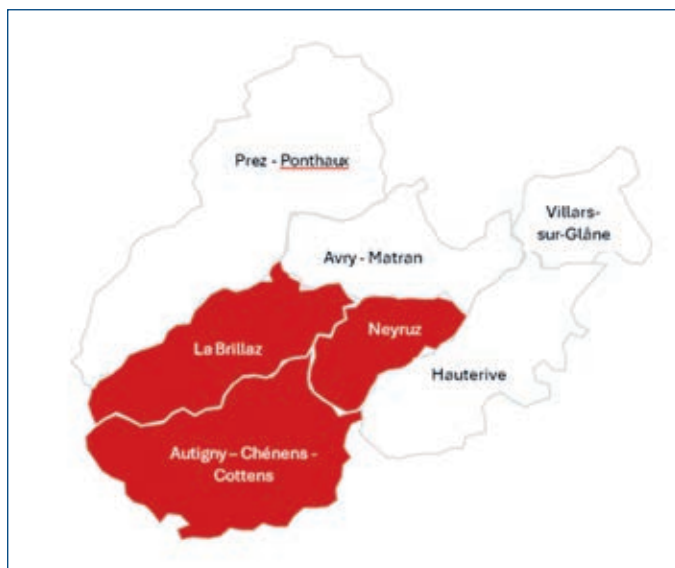 Prez - Ponthaux
Villars-
sur-Glâne
Avry - Matran
Neyruz
La Brillaz
Hauterive
Autigny – Chénens -
Cottens